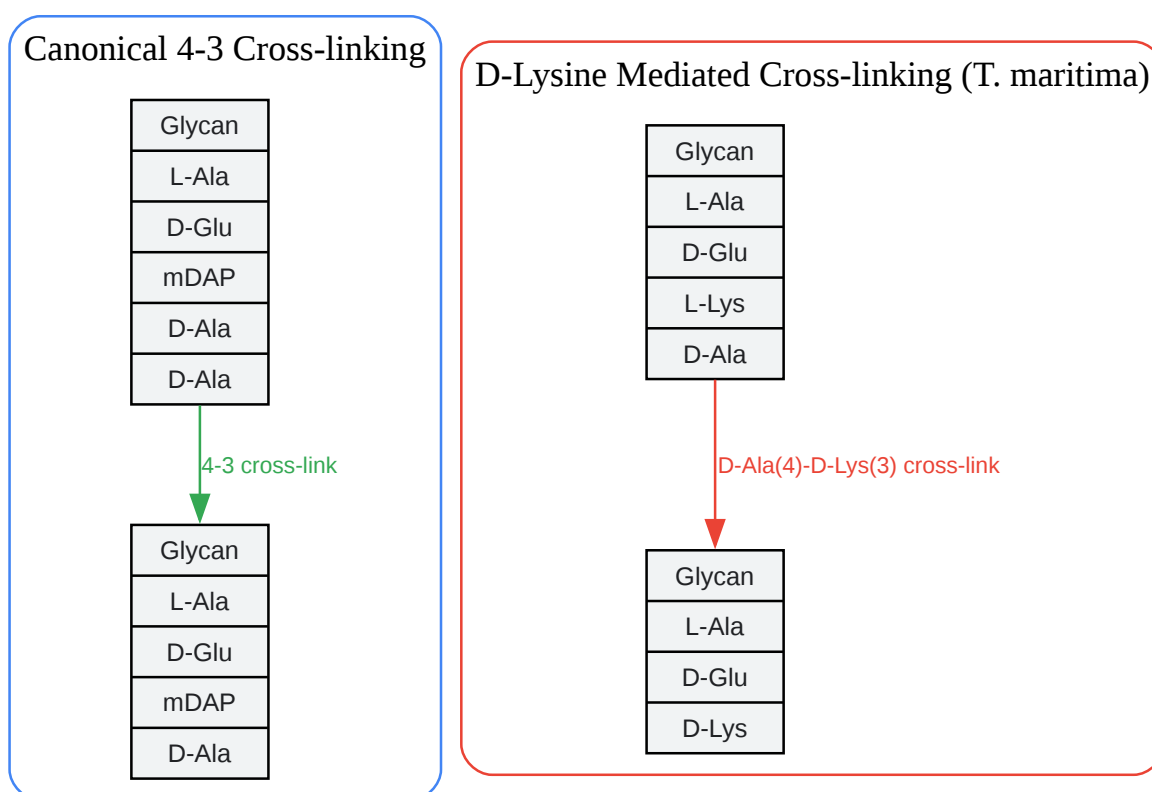 Canonical 4-3 Cross-linking
Glycan
L-Ala
D-Glu
mDAP
D-Ala
D-Ala
4-3 cross-link
Glycan
L-Ala
D-Glu
mDAP
D-Ala
D-Lysine Mediated Cross-linking (T. maritima)
Glycan
L-Ala
D-Glu
L-Lys
D-Ala
D-Ala(4)-D-Lys(3) cross-link
Glycan
L-Ala
D-Glu
D-Lys